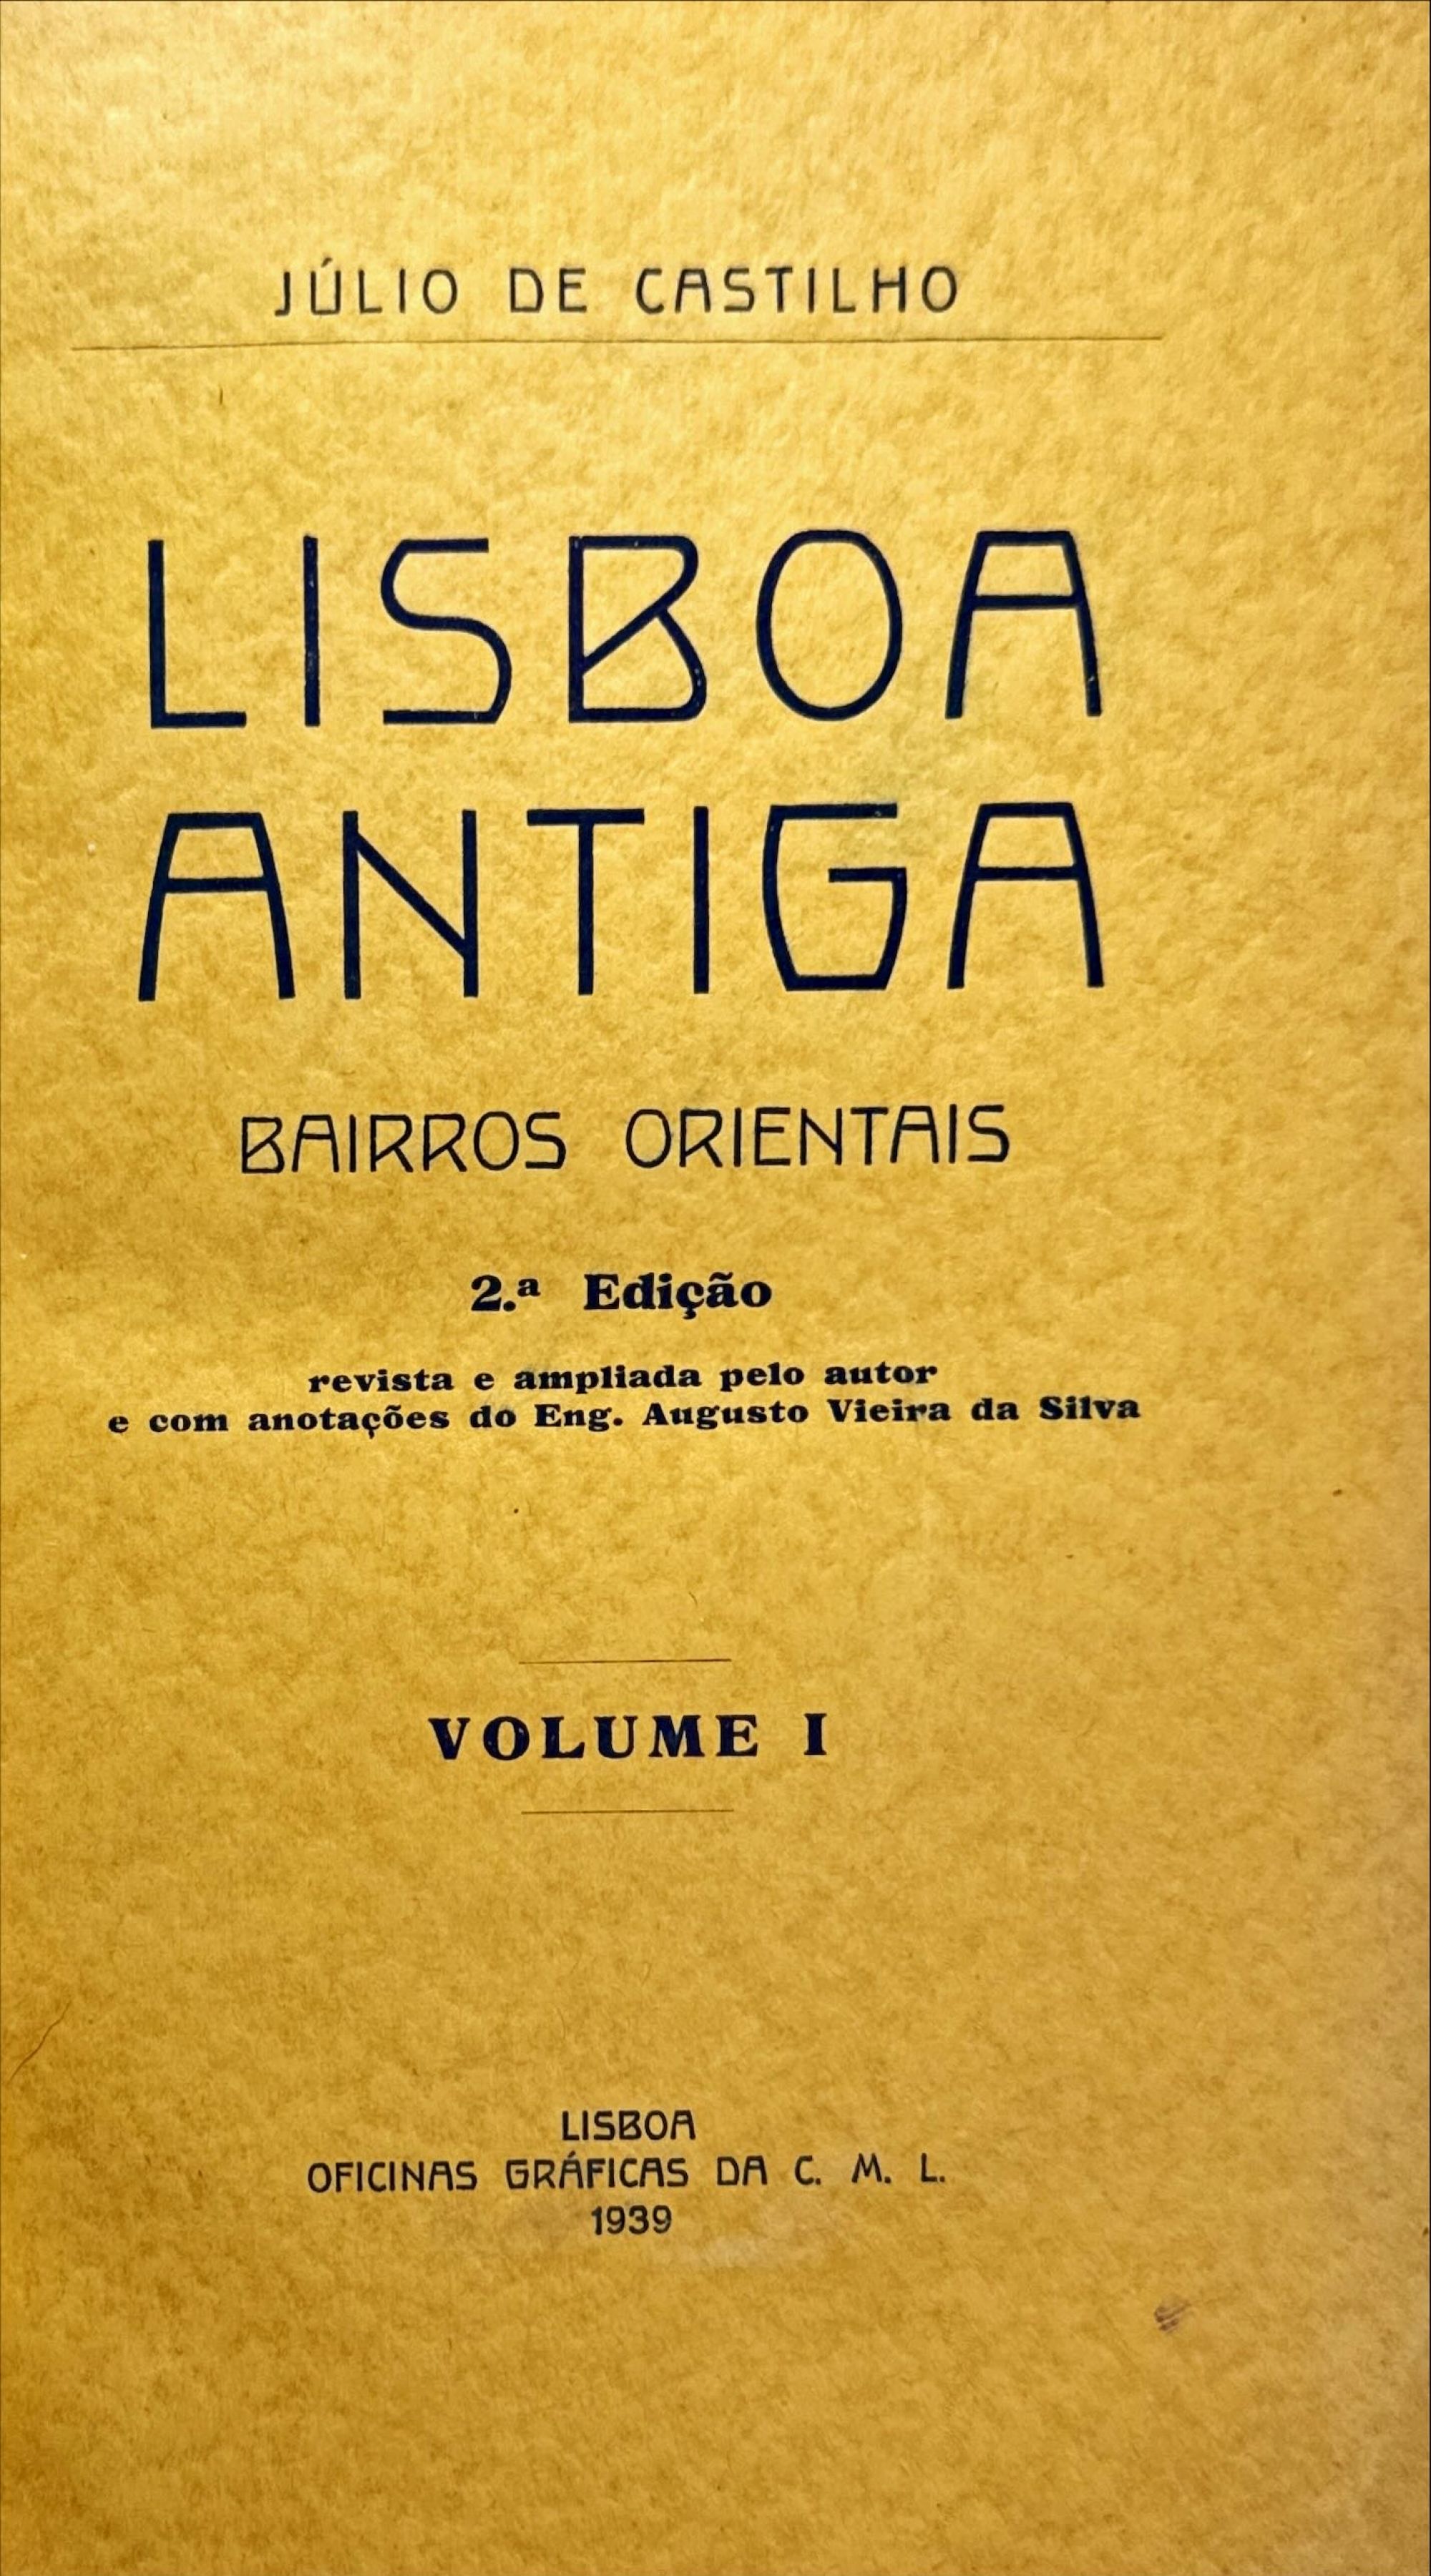 JÚLIO DE CASTILHO
LISBOA
ANTIGA
BAIRROS ORIENTAIS
2.ª Edição
revista e ampliada pelo autor
e com anotações do Eng. Augusto Vieira da Silva
VOLUME I
LISBOA
OFICINAS GRÁFICAS DA C. M. L.
1939